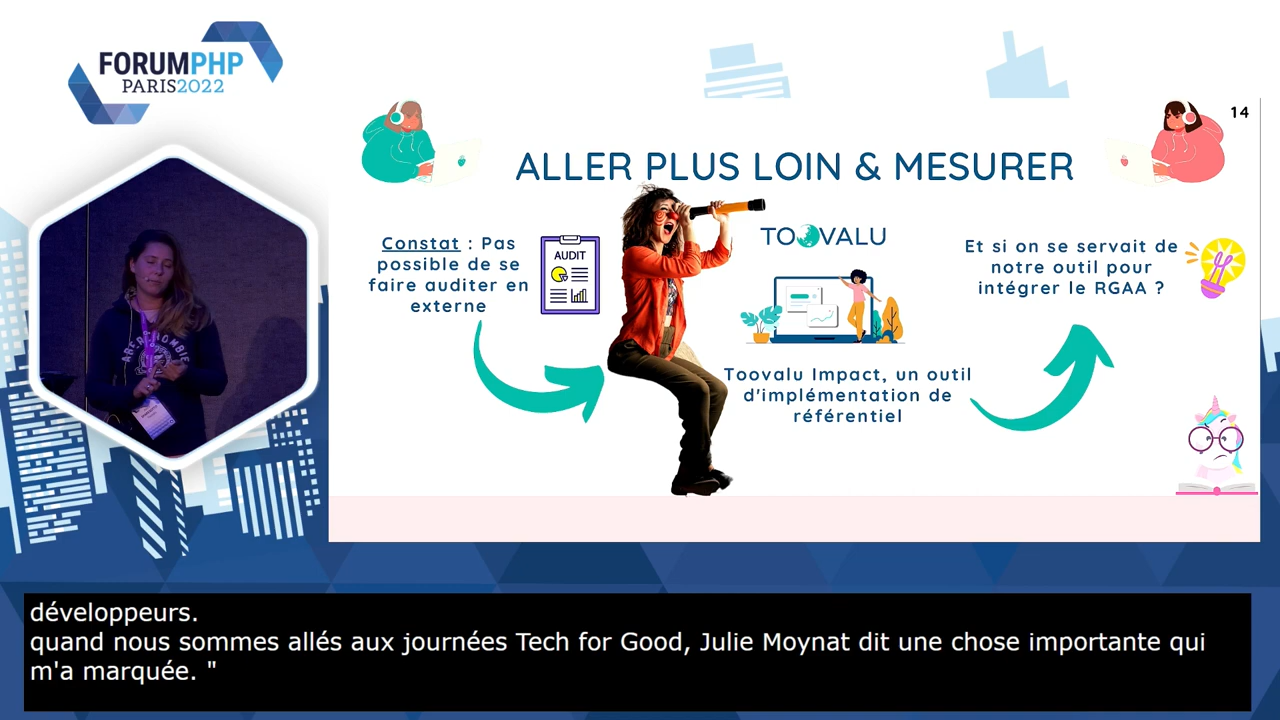 FORUMPHP
PARIS2022
14
ALLER PLUS LOIN & MESURER
Constat : Pas
possible de se
faire auditer en
externe
AUDIT
TOOVALU
Toovalu Impact, un outil
d'implémentation de
référentiel
Et si on se servait de
notre outil pour
intégrer le RGAA ?
développeurs.
quand nous sommes allés aux journées Tech for Good, Julie Moynat dit une chose importante qui
m'a marquée. "